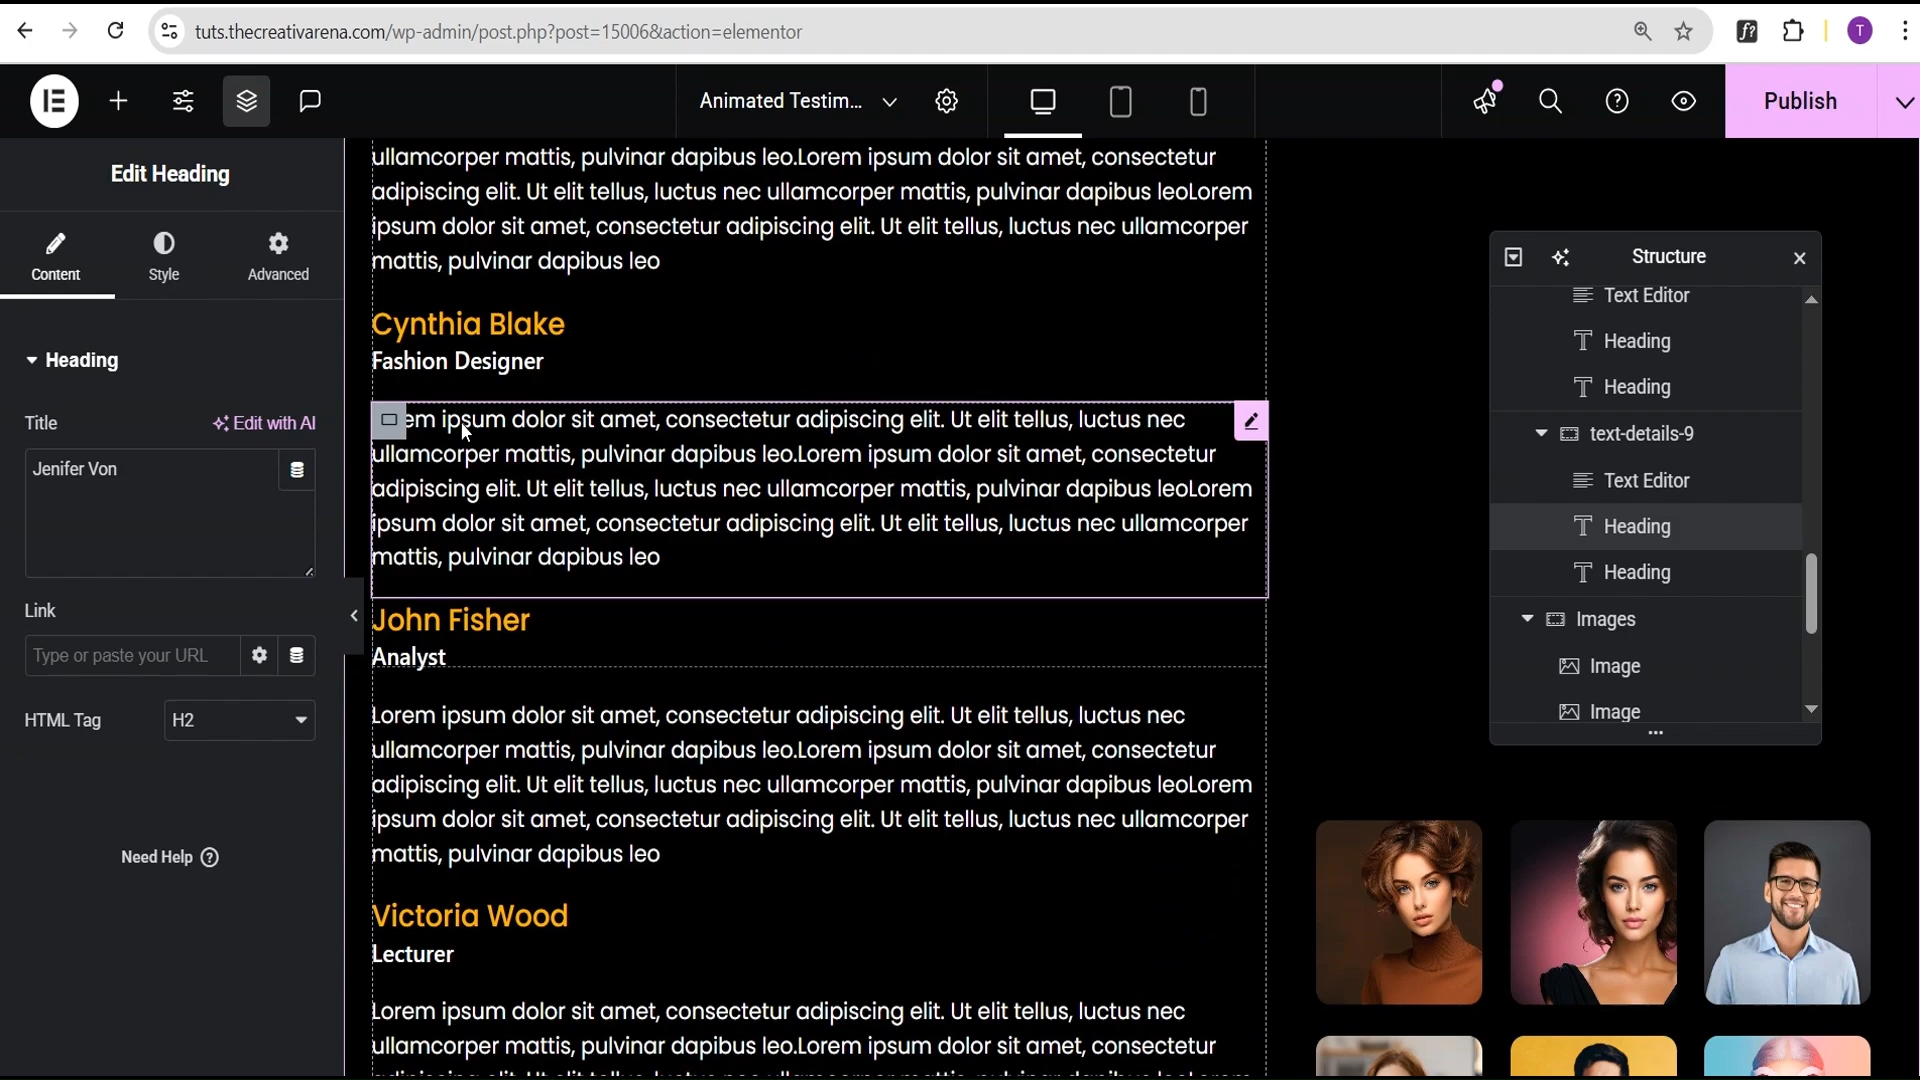 tuts.thecreativarena.com/wp-admin/post.php?post=15006&action=elementor
f?
T
Animated Testim...
Publish
Edit Heading
Content
Style
Advanced
Heading
Title
Edit with AI
Jenifer Von
Link
Type or paste your URL
HTML Tag
H2
Need Help
ullamcorper mattis, pulvinar dapibus leo.Lorem ipsum dolor sit amet, consectetur
adipiscing elit. Ut elit tellus, luctus nec ullamcorper mattis, pulvinar dapibus leoLorem
ipsum dolor sit amet, consectetur adipiscing elit. Ut elit tellus, luctus nec ullamcorper
mattis, pulvinar dapibus leo
Cynthia Blake
Fashion Designer
em ipsum dolor sit amet, consectetur adipiscing elit. Ut elit tellus, luctus nec
ullamcorper mattis, pulvinar dapibus leo.Lorem ipsum dolor sit amet, consectetur
adipiscing elit. Ut elit tellus, luctus nec ullamcorper mattis, pulvinar dapibus leoLorem
ipsum dolor sit amet, consectetur adipiscing elit. Ut elit tellus, luctus nec ullamcorper
mattis, pulvinar dapibus leo
John Fisher
Analyst
Lorem ipsum dolor sit amet, consectetur adipiscing elit. Ut elit tellus, luctus nec
ullamcorper mattis, pulvinar dapibus leo.Lorem ipsum dolor sit amet, consectetur
adipiscing elit. Ut elit tellus, luctus nec ullamcorper mattis, pulvinar dapibus leoLorem
ipsum dolor sit amet, consectetur adipiscing elit. Ut elit tellus, luctus nec ullamcorper
mattis, pulvinar dapibus leo
Victoria Wood
Lecturer
Lorem ipsum dolor sit amet, consectetur adipiscing elit. Ut elit tellus, luctus nec
ullamcorper mattis, pulvinar dapibus leo.Lorem ipsum dolor sit amet, consectetur
Structure
Text Editor
Heading
Heading
text-details-9
Text Editor
Heading
Heading
Images
Image
Image